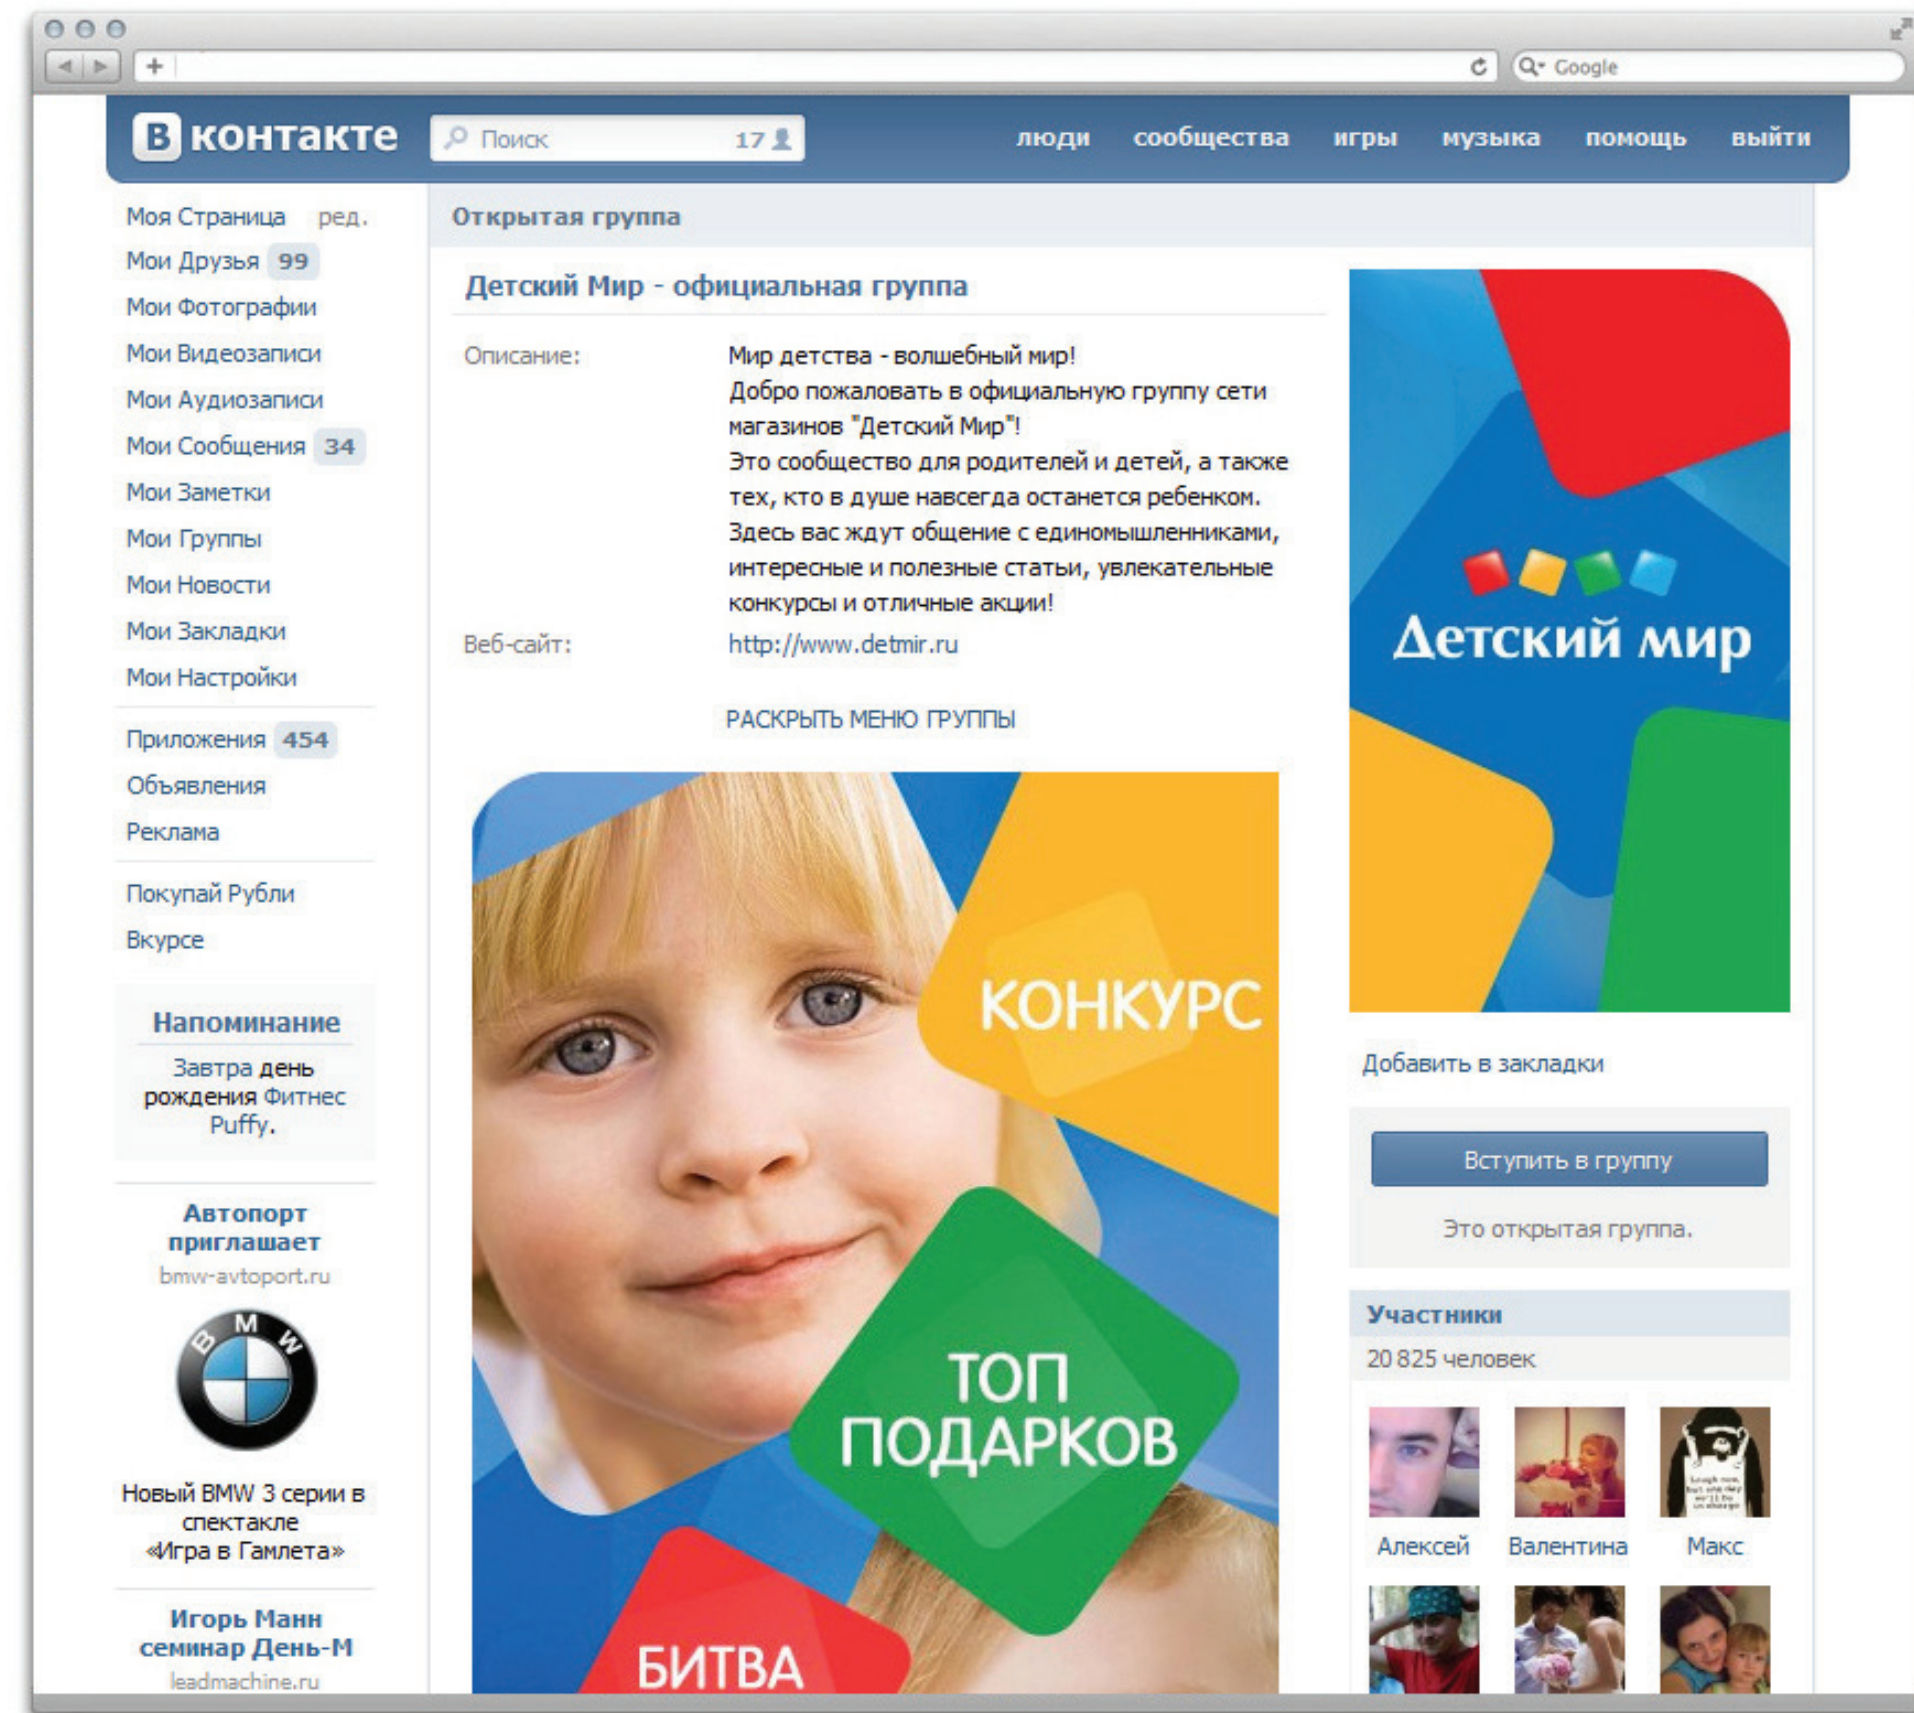 Google
В контакте
Поиск 17
люди сообщества игры музыка помощь выйти
Моя Страница ред.
Мои Друзья 99
Мои Фотографии
Мои Видеозаписи
Мои Аудиозаписи
Мои Сообщения 34
Мои Заметки
Мои Группы
Мои Новости
Мои Закладки
Мои Настройки
Приложения 454
Объявления
Реклама
Покупай Рубли
Вкурсе
Напоминание
Завтра день
рождения Фитнес
Puffy.
Автопорт
приглашает
bmw-avtoport.ru
BMW
Новый BMW 3 серии в
спектакле
«Игра в Гамлета»
Игорь Манн
семинар День-М
leadmachine.ru
Открытая группа
Детский Мир - официальная группа
Описание:
Мир детства - волшебный мир!
Добро пожаловать в официальную группу сети
магазинов "Детский Мир"!
Это сообщество для родителей и детей, а также
тех, кто в душе навсегда останется ребенком.
Здесь вас ждут общение с единомышленниками,
интересные и полезные статьи, увлекательные
конкурсы и отличные акции!
Веб-сайт: http://www.detmir.ru
РАСКРЫТЬ МЕНЮ ГРУППЫ
КОНКУРС
ТОП
ПОДАРКОВ
БИТВА
Детский мир
Добавить в закладки
Вступить в группу
Это открытая группа.
Участники
20 825 человек
Алексей Валентина Макс